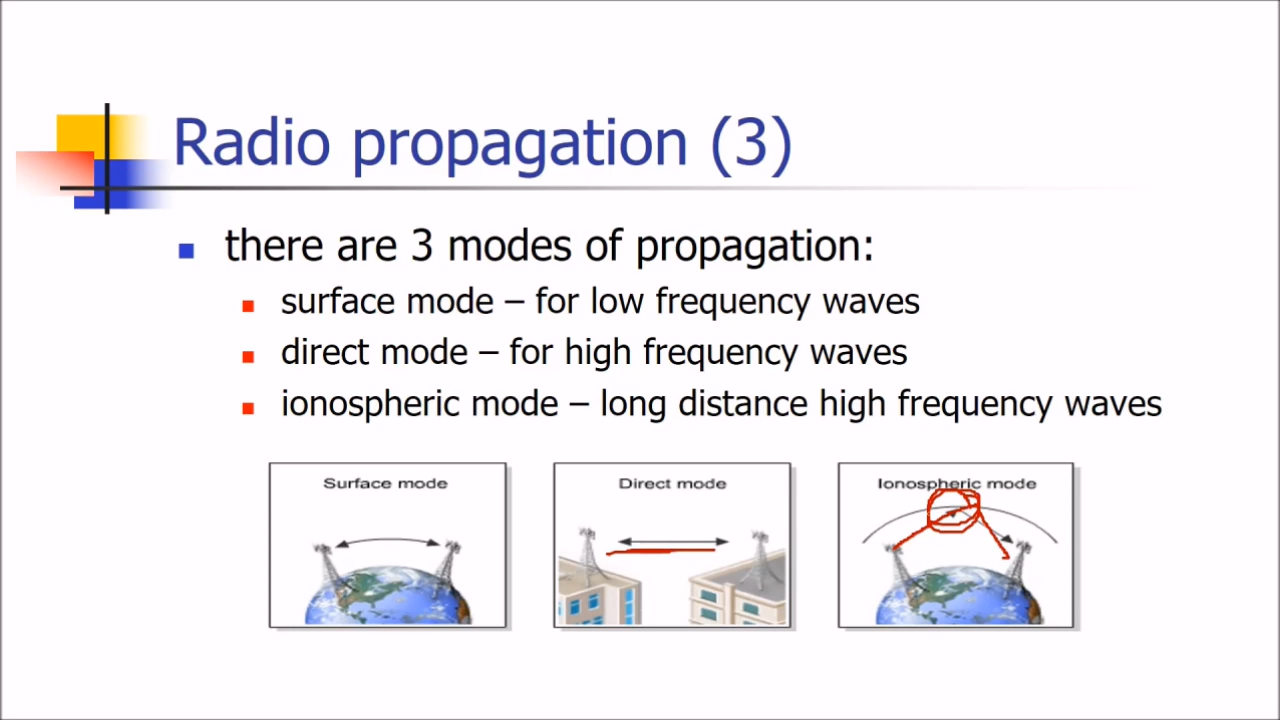 Radio propagation (3)
there are 3 modes of propagation:
surface mode – for low frequency waves
direct mode – for high frequency waves
ionospheric mode – long distance high frequency waves
Surface mode
Direct mode
Ionospheric mode